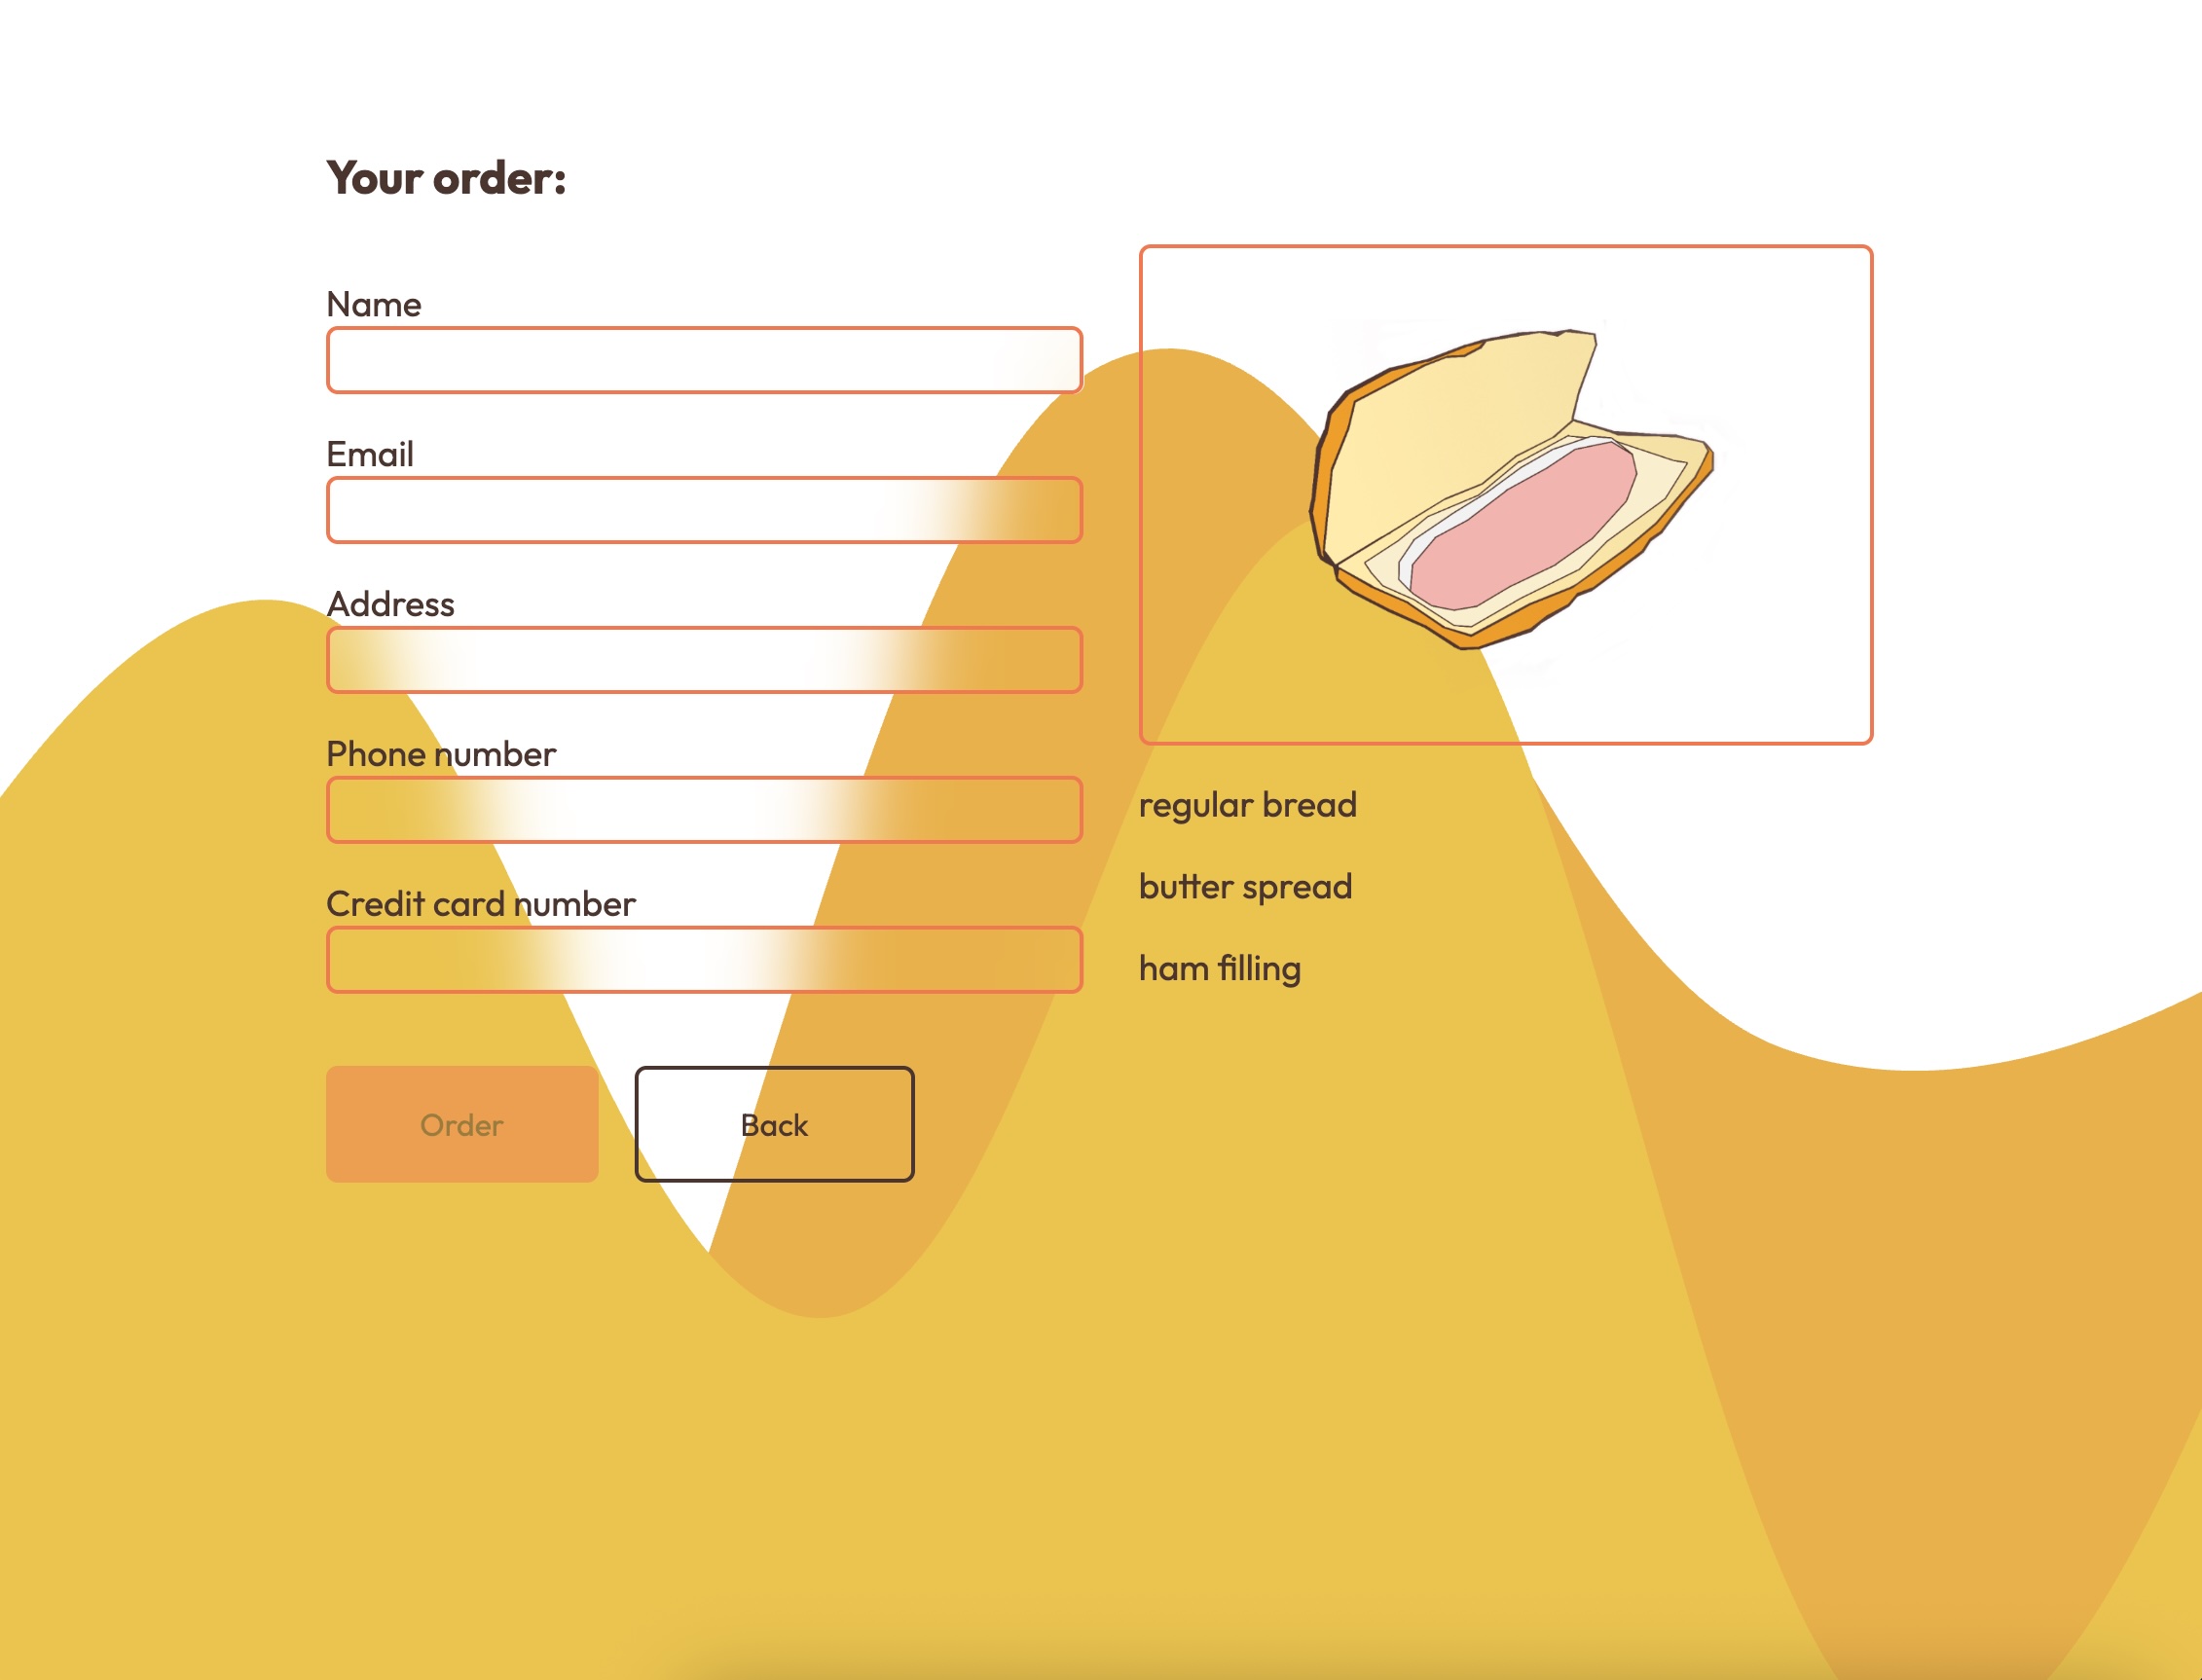 Your order:
Name
Email
Address
Phone number
Credit card number
Order
Back
regular bread
butter spread
ham filling